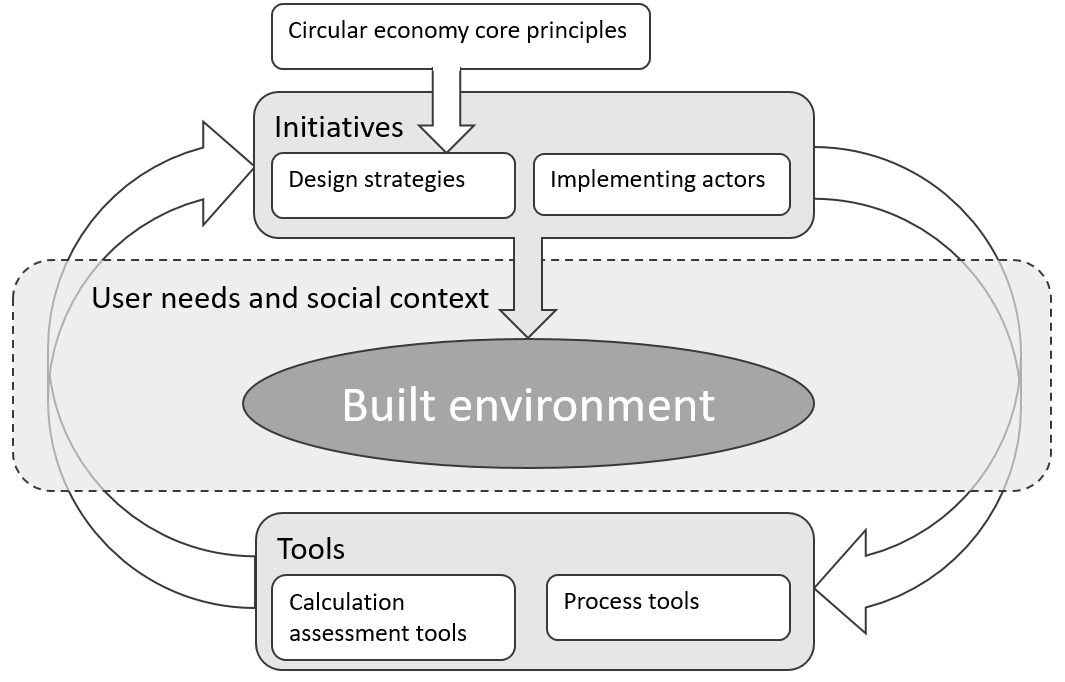 Circular economy core principles
Initiatives
Design strategies
Implementing actors
User needs and social context
Built environment
Tools
Calculation
assessment tools
Process tools